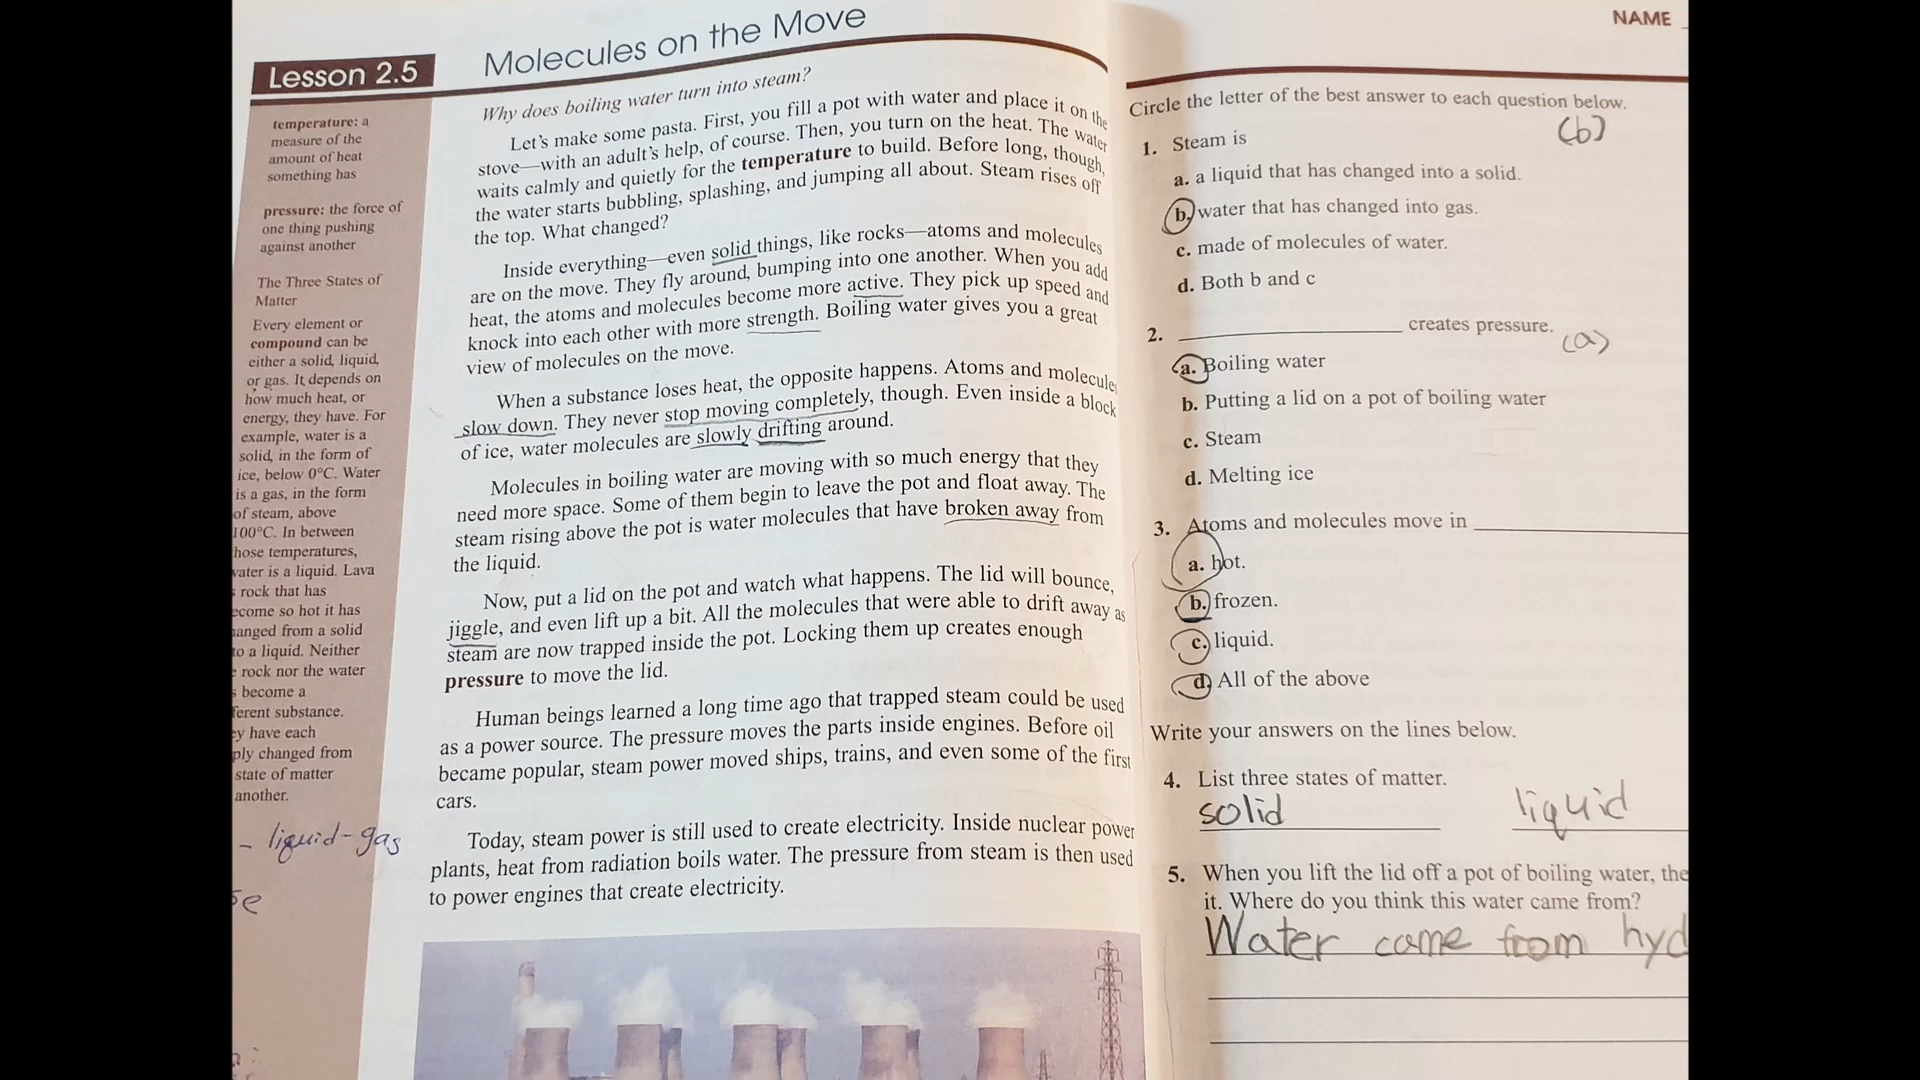 Lesson 2.5
Molecules on the Move
temperature: a
measure of the
amount of heat
something has
pressure: the force of
one thing pushing
against another
The Three States of
Matter
Every element or
compound can be
either a solid, liquid,
or gas. It depends on
how much heat, or
energy, they have. For
example, water is a
solid, in the form of
ice, below 0°C. Water
is a gas, in the form
of steam, above
100°C. In between
hose temperatures,
vater is a liquid. Lava
rock that has
ecome so hot it has
hanged from a solid
to a liquid. Neither
rock nor the water
become a
ferent substance.
ey have each
ply changed from
state of matter
another.
- liquid-gas
Why does boiling water turn into steam?
Let's make some pasta. First, you fill a pot with water and place it on the
stove—with an adult's help, of course. Then, you turn on the heat. The water
waits calmly and quietly for the temperature to build. Before long, though,
the water starts bubbling, splashing, and jumping all about. Steam rises off
the top. What changed?
Inside everything—even solid things, like rocks—atoms and molecules
are on the move. They fly around, bumping into one another. When you add
heat, the atoms and molecules become more active. They pick up speed and
knock into each other with more strength. Boiling water gives you a great
view of molecules on the move.
When a substance loses heat, the opposite happens. Atoms and molecules
slow down. They never stop moving completely, though. Even inside a block
of ice, water molecules are slowly drifting around.
Molecules in boiling water are moving with so much energy that they
need more space. Some of them begin to leave the pot and float away. The
steam rising above the pot is water molecules that have broken away from
the liquid.
Now, put a lid on the pot and watch what happens. The lid will bounce,
jiggle, and even lift up a bit. All the molecules that were able to drift away as
steam are now trapped inside the pot. Locking them up creates enough
pressure to move the lid.
Human beings learned a long time ago that trapped steam could be used
as a power source. The pressure moves the parts inside engines. Before oil
became popular, steam power moved ships, trains, and even some of the first
cars.
Today, steam power is still used to create electricity. Inside nuclear power
plants, heat from radiation boils water. The pressure from steam is then used
to power engines that create electricity.
NAME
Circle the letter of the best answer to each question below.
(b)
1. Steam is
a. a liquid that has changed into a solid.
b. water that has changed into gas.
c. made of molecules of water.
d. Both b and c
2. ____________ creates pressure.
(a)
a. Boiling water
b. Putting a lid on a pot of boiling water
c. Steam
d. Melting ice
3. Atoms and molecules move in ____________
a. hot.
b. frozen.
c. liquid.
d. All of the above
Write your answers on the lines below.
4. List three states of matter.
solid liquid
5. When you lift the lid off a pot of boiling water, the
it. Where do you think this water came from?
Water came from hyd